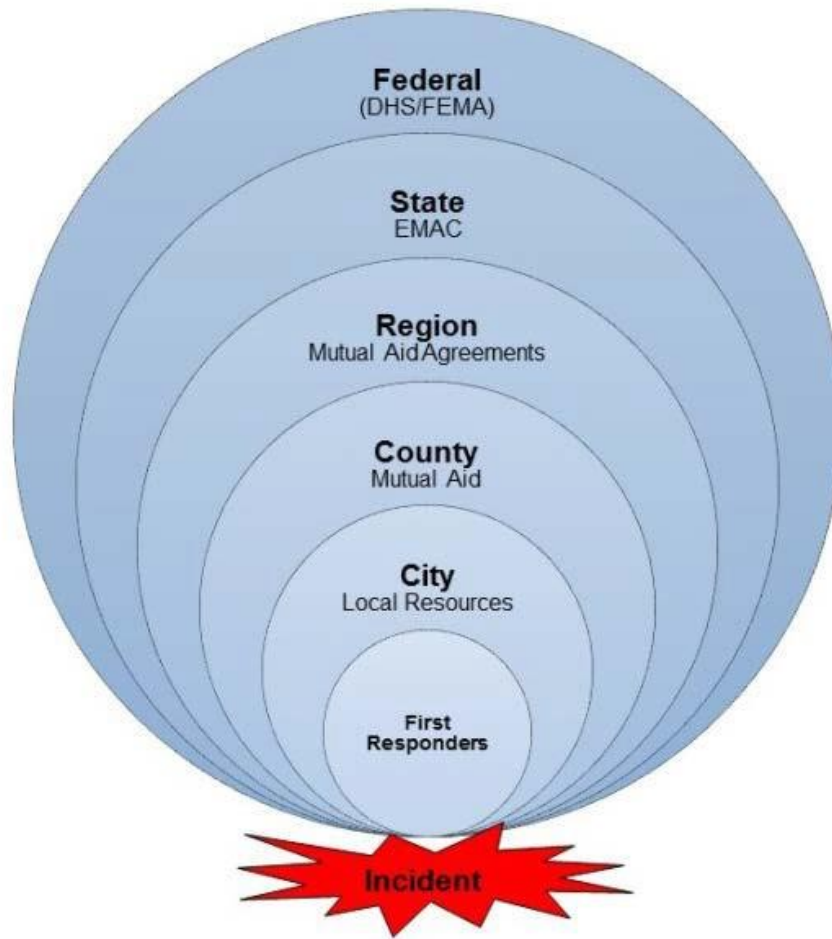 Federal
(DHS/FEMA)
State
EMAC
Region
Mutual Aid Agreements
County
Mutual Aid
City
Local Resources
First
Responders
Incident